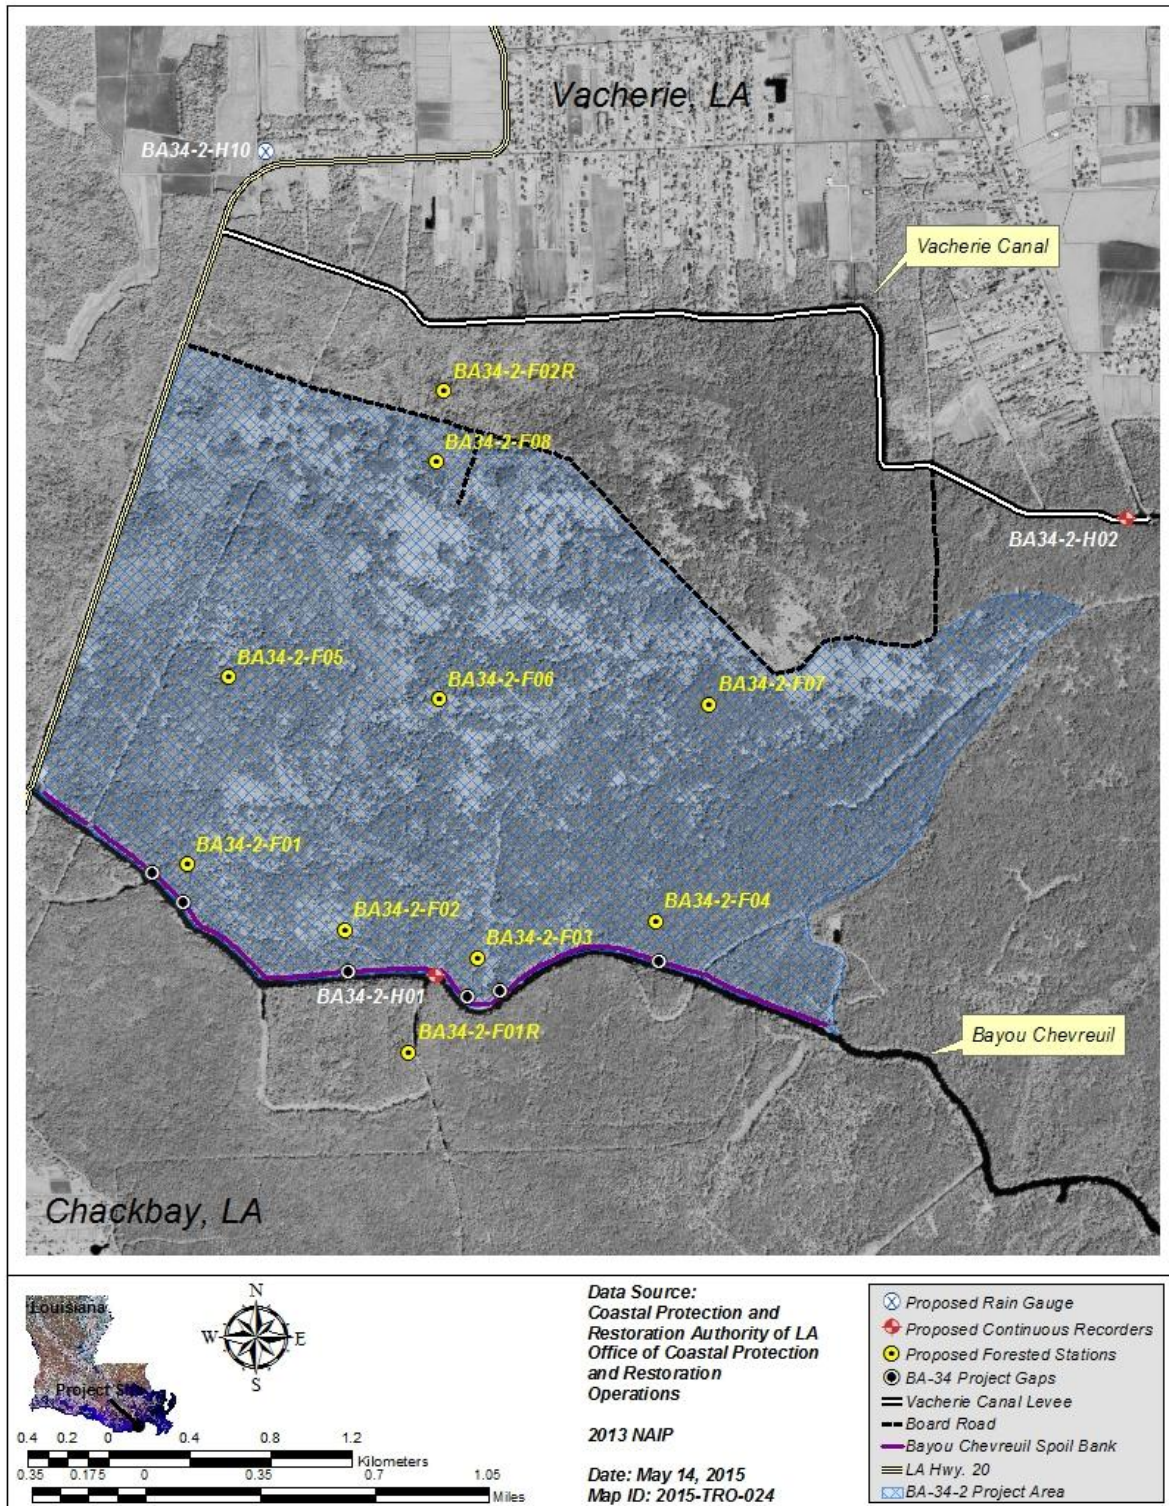 Vacherie, LA
BA34-2-H10
Vacherie Canal
BA34-2-F02R
BA34-2-F08
BA34-2-H02
BA34-2-F05
BA34-2-F06
BA34-2-F07
BA34-2-F01
BA34-2-F02
BA34-2-F04
BA34-2-F03
BA34-2-H01
BA34-2-F01R
Bayou Chevreuil
Chackbay, LA
Louisiana
Project Site
N
W E
S
0.4 0.2 0 0.4 0.8 1.2
Kilometers
0.35 0.175 0 0.35 0.7 1.05
Miles
Data Source:
Coastal Protection and
Restoration Authority of LA
Office of Coastal Protection
and Restoration
Operations
2013 NAIP
Date: May 14, 2015
Map ID: 2015-TRO-024
Proposed Rain Gauge
Proposed Continuous Recorders
Proposed Forested Stations
BA-34 Project Gaps
Vacherie Canal Levee
Board Road
Bayou Chevreuil Spoil Bank
LA Hwy. 20
BA-34-2 Project Area